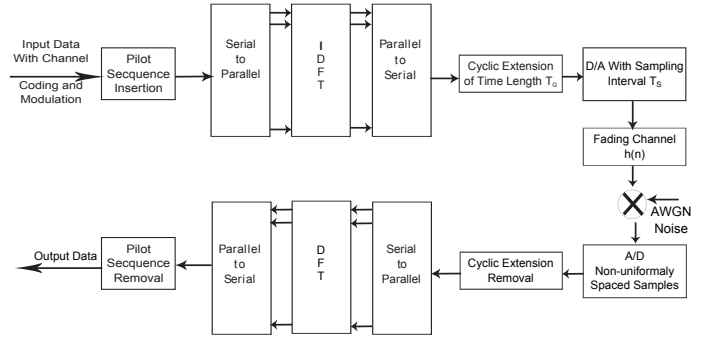 Input Data
With Channel
Coding and
Modulation
Pilot
Secquence
Insertion
Serial
to
Parallel
I
D
F
T
Parallel
to
Serial
Cyclic Extension
of Time Length TG
D/A With Sampling
Interval TS
Fading Channel
h(n)
AWGN
Noise
A/D
Non-uniformaly
Spaced Samples
Cyclic Extension
Removal
Serial
to
Parallel
D
F
T
Parallel
to
Serial
Pilot
Secquence
Removal
Output Data